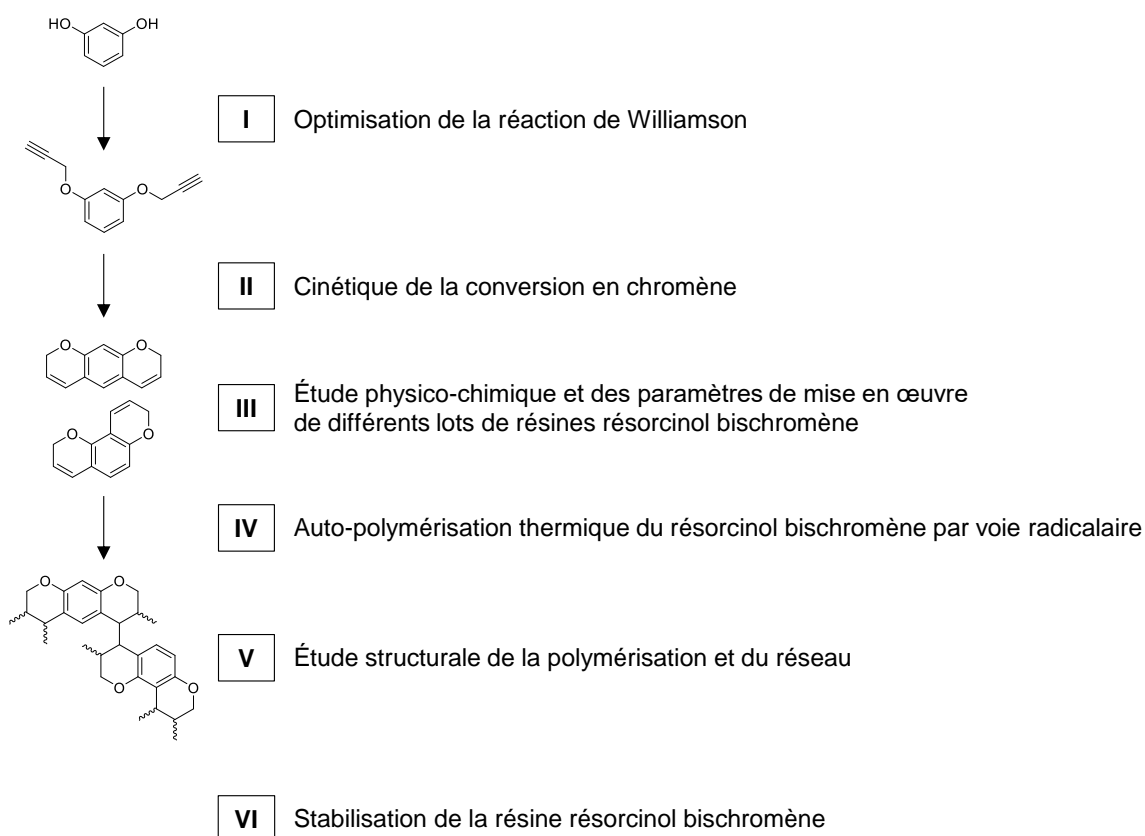 HO OH
I Optimisation de la réaction de Williamson
O O
II Cinétique de la conversion en chromène
O O
III Étude physico-chimique et des paramètres de mise en œuvre
de différents lots de résines résorcinol bischromène
O O
IV Auto-polymérisation thermique du résorcinol bischromène par voie radicalaire
O O
V Étude structurale de la polymérisation et du réseau
O O
VI Stabilisation de la résine résorcinol bischromène